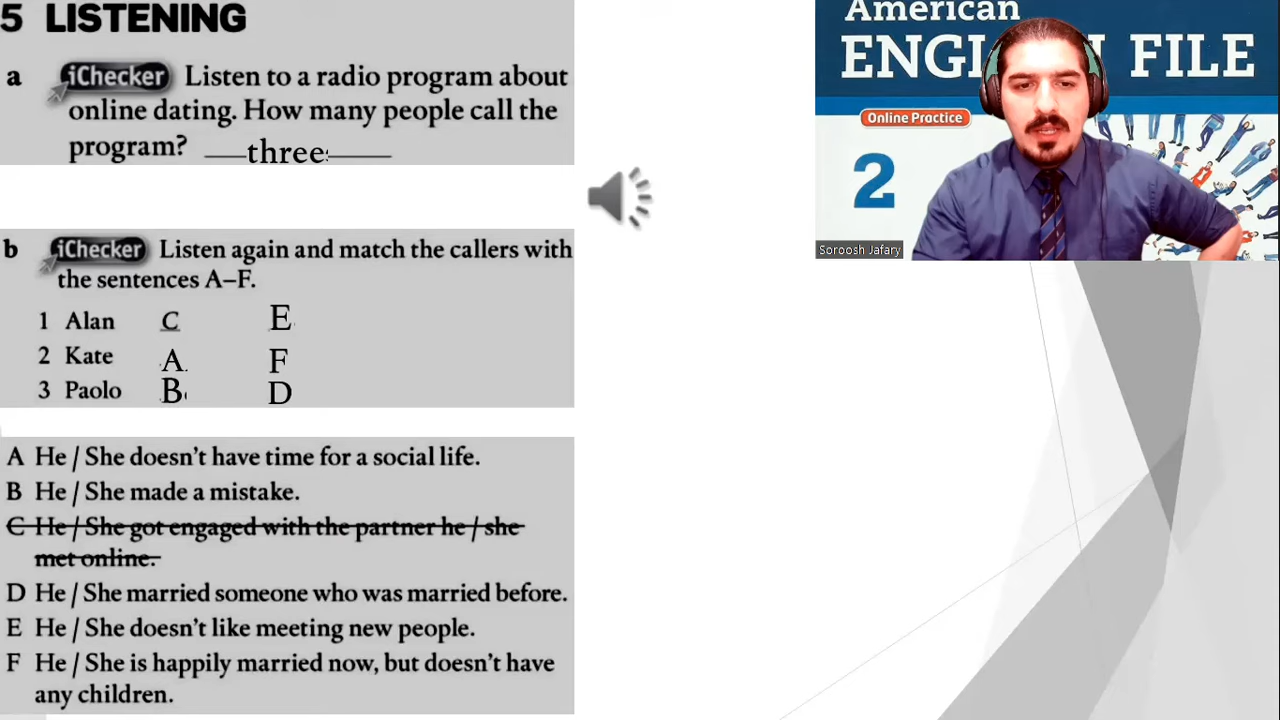 5 LISTENING
a iChecker Listen to a radio program about
online dating. How many people call the
program? three
b iChecker Listen again and match the callers with
the sentences A–F.
1 Alan C E
2 Kate A F
3 Paolo B D
A He / She doesn't have time for a social life.
B He / She made a mistake.
C He / She got engaged with the partner he / she
met online.
D He / She married someone who was married before.
E He / She doesn't like meeting new people.
F He / She is happily married now, but doesn't have
any children.
American
ENGL FILE
Online Practice
2
Soroosh Jafary